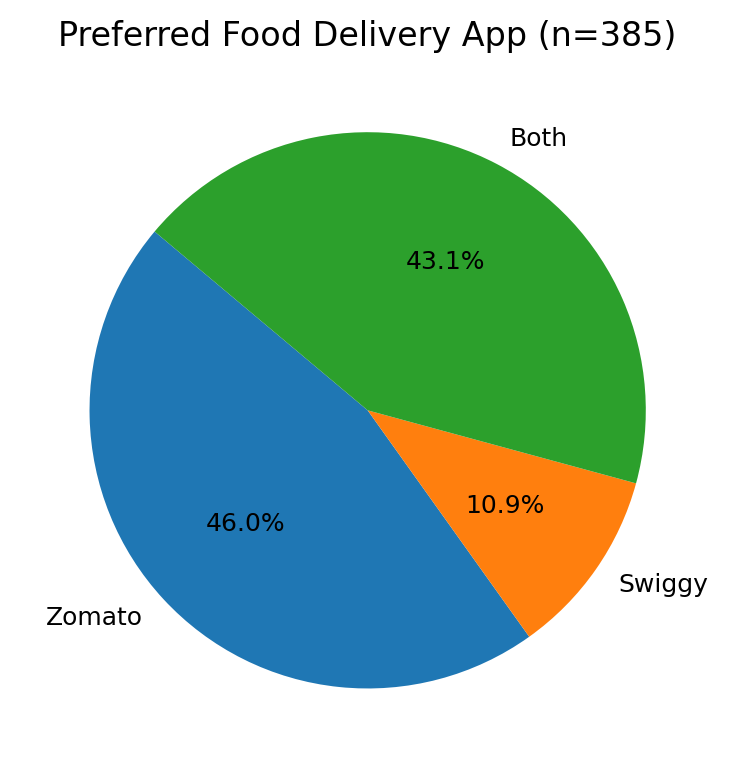 Preferred Food Delivery App (n=385)
Both
43.1%
46.0%
10.9%
Zomato
Swiggy